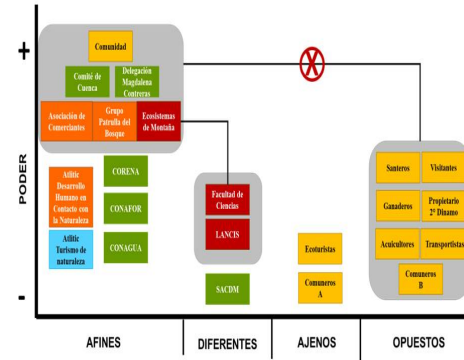 +
PODER
-
Comunidad
Comité de
Cuenca
Delegación
Magdalena
Contreras
Asociación de
Comerciantes
Grupo
Patrulla del
Bosque
Ecosistemas
de Montaña
Atlitic
Desarrollo
Humano en
Contacto con
la Naturaleza
Atlitic
Turismo de
naturaleza
CORENA
CONAFOR
CONAGUA
Facultad de
Ciencias
LANCIS
SACDM
Ecoturistas
Comuneros
A
Santeros
Visitantes
Ganaderos
Propietario
2º Dinamo
Acuicultores
Transportistas
Comuneros
B
AFINES
DIFERENTES
AJENOS
OPUESTOS